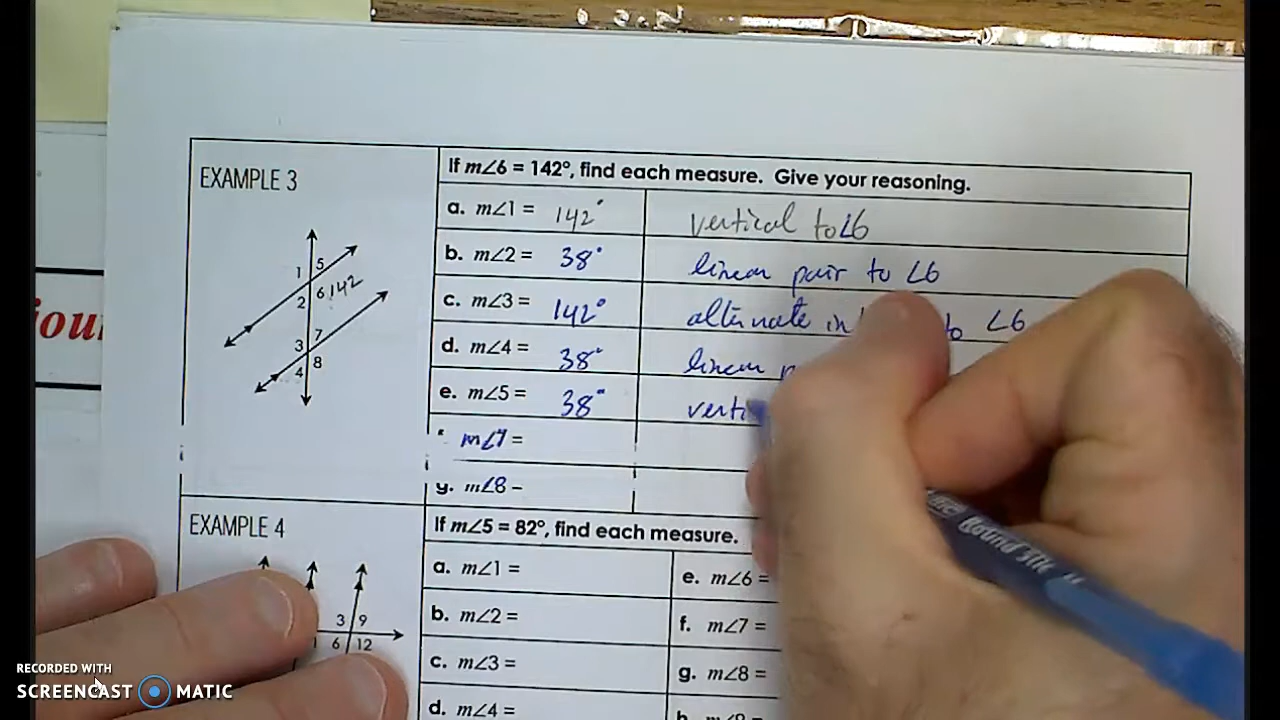 EXAMPLE 3
If m∠6 = 142°, find each measure. Give your reasoning.
a. m∠1 = 142° vertical to ∠6
b. m∠2 = 38° linear pair to ∠6
c. m∠3 = 142° alternate in to ∠6
d. m∠4 = 38° linear p
e. m∠5 = 38° verti
m∠7 =
m∠8 =
1 5
2 6 142
3 7
4 8
EXAMPLE 4
If m∠5 = 82°, find each measure.
a. m∠1 =
b. m∠2 =
c. m∠3 =
d. m∠4 =
e. m∠6 =
f. m∠7 =
g. m∠8 =
3 9
6 12
iou
Round Stic
RECORDED WITH
SCREENCAST MATIC